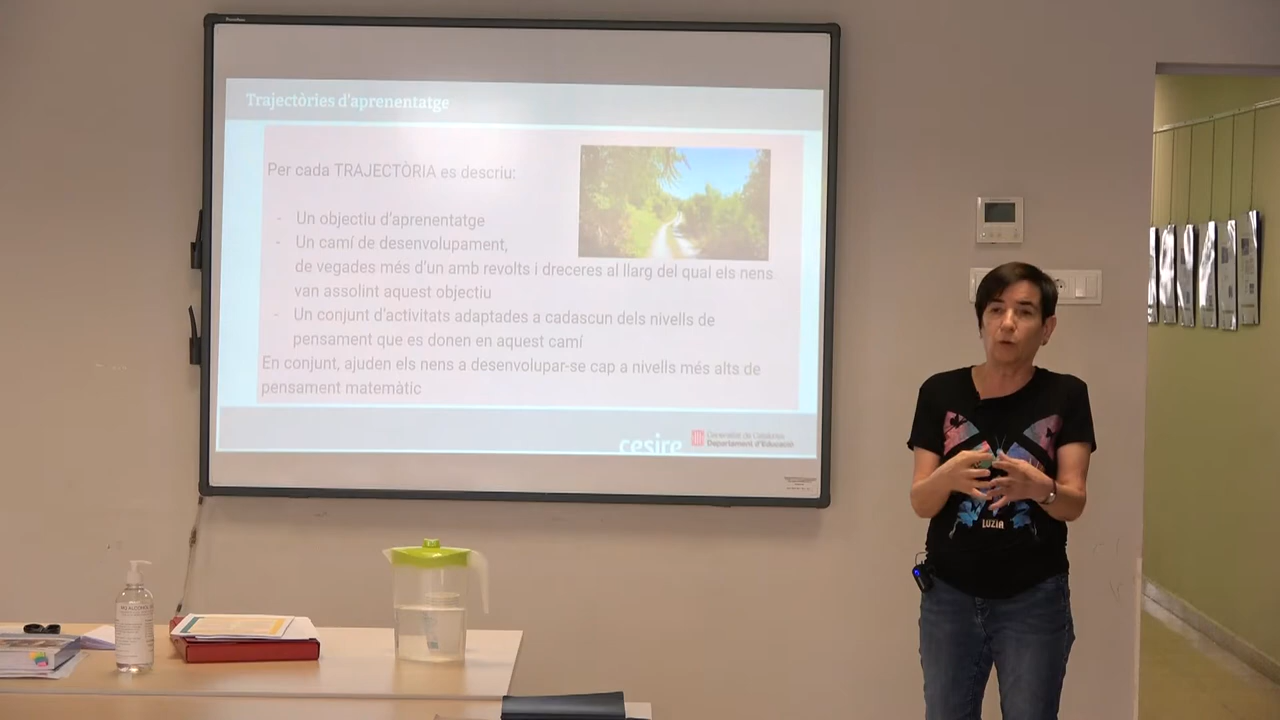 Trajectòries d'aprenentatge
Per cada TRAJECTÒRIA es descriu:
- Un objectiu d'aprenentatge
- Un camí de desenvolupament,
de vegades més d'un amb revolts i dreceres al llarg del qual els nens
van assolint aquest objectiu
- Un conjunt d'activitats adaptades a cadascun dels nivells de
pensament que es donen en aquest camí
En conjunt, ajuden els nens a desenvolupar-se cap a nivells més alts de
pensament matemàtic
cesire
Generalitat de Catalunya
Departament d'Educació
LUZIA